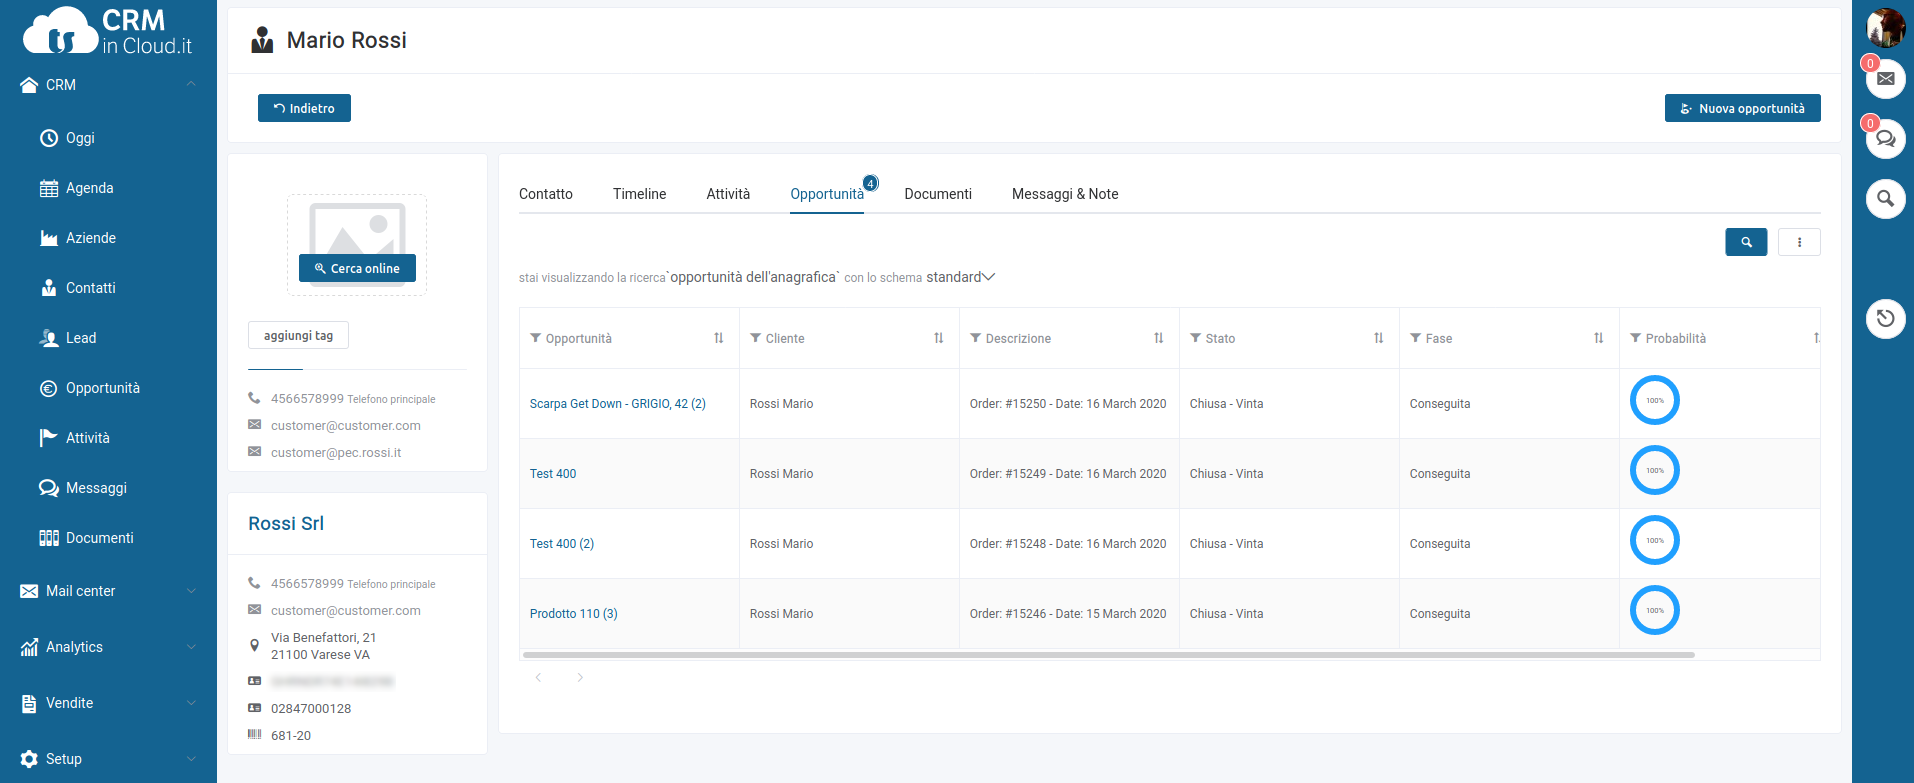 CRM
in Cloud.it
CRM
Oggi
Agenda
Aziende
Contatti
Lead
Opportunità
Attività
Messaggi
Documenti
Mail center
Analytics
Vendite
Setup
Mario Rossi
Indietro
Nuova opportunità
Cerca online
aggiungi tag
4566578999 Telefono principale
customer@customer.com
customer@pec.rossi.it
Rossi Srl
4566578999 Telefono principale
customer@customer.com
Via Benefattori, 21
21100 Varese VA
02847000128
681-20
Contatto Timeline Attività Opportunità 4 Documenti Messaggi & Note
stai visualizzando la ricerca`opportunità dell'anagrafica` con lo schema standard
Opportunità Cliente Descrizione Stato Fase Probabilità
Scarpa Get Down - GRIGIO, 42 (2) Rossi Mario Order: #15250 - Date: 16 March 2020 Chiusa - Vinta Conseguita 100%
Test 400 Rossi Mario Order: #15249 - Date: 16 March 2020 Chiusa - Vinta Conseguita 100%
Test 400 (2) Rossi Mario Order: #15248 - Date: 16 March 2020 Chiusa - Vinta Conseguita 100%
Prodotto 110 (3) Rossi Mario Order: #15246 - Date: 15 March 2020 Chiusa - Vinta Conseguita 100%
0
0